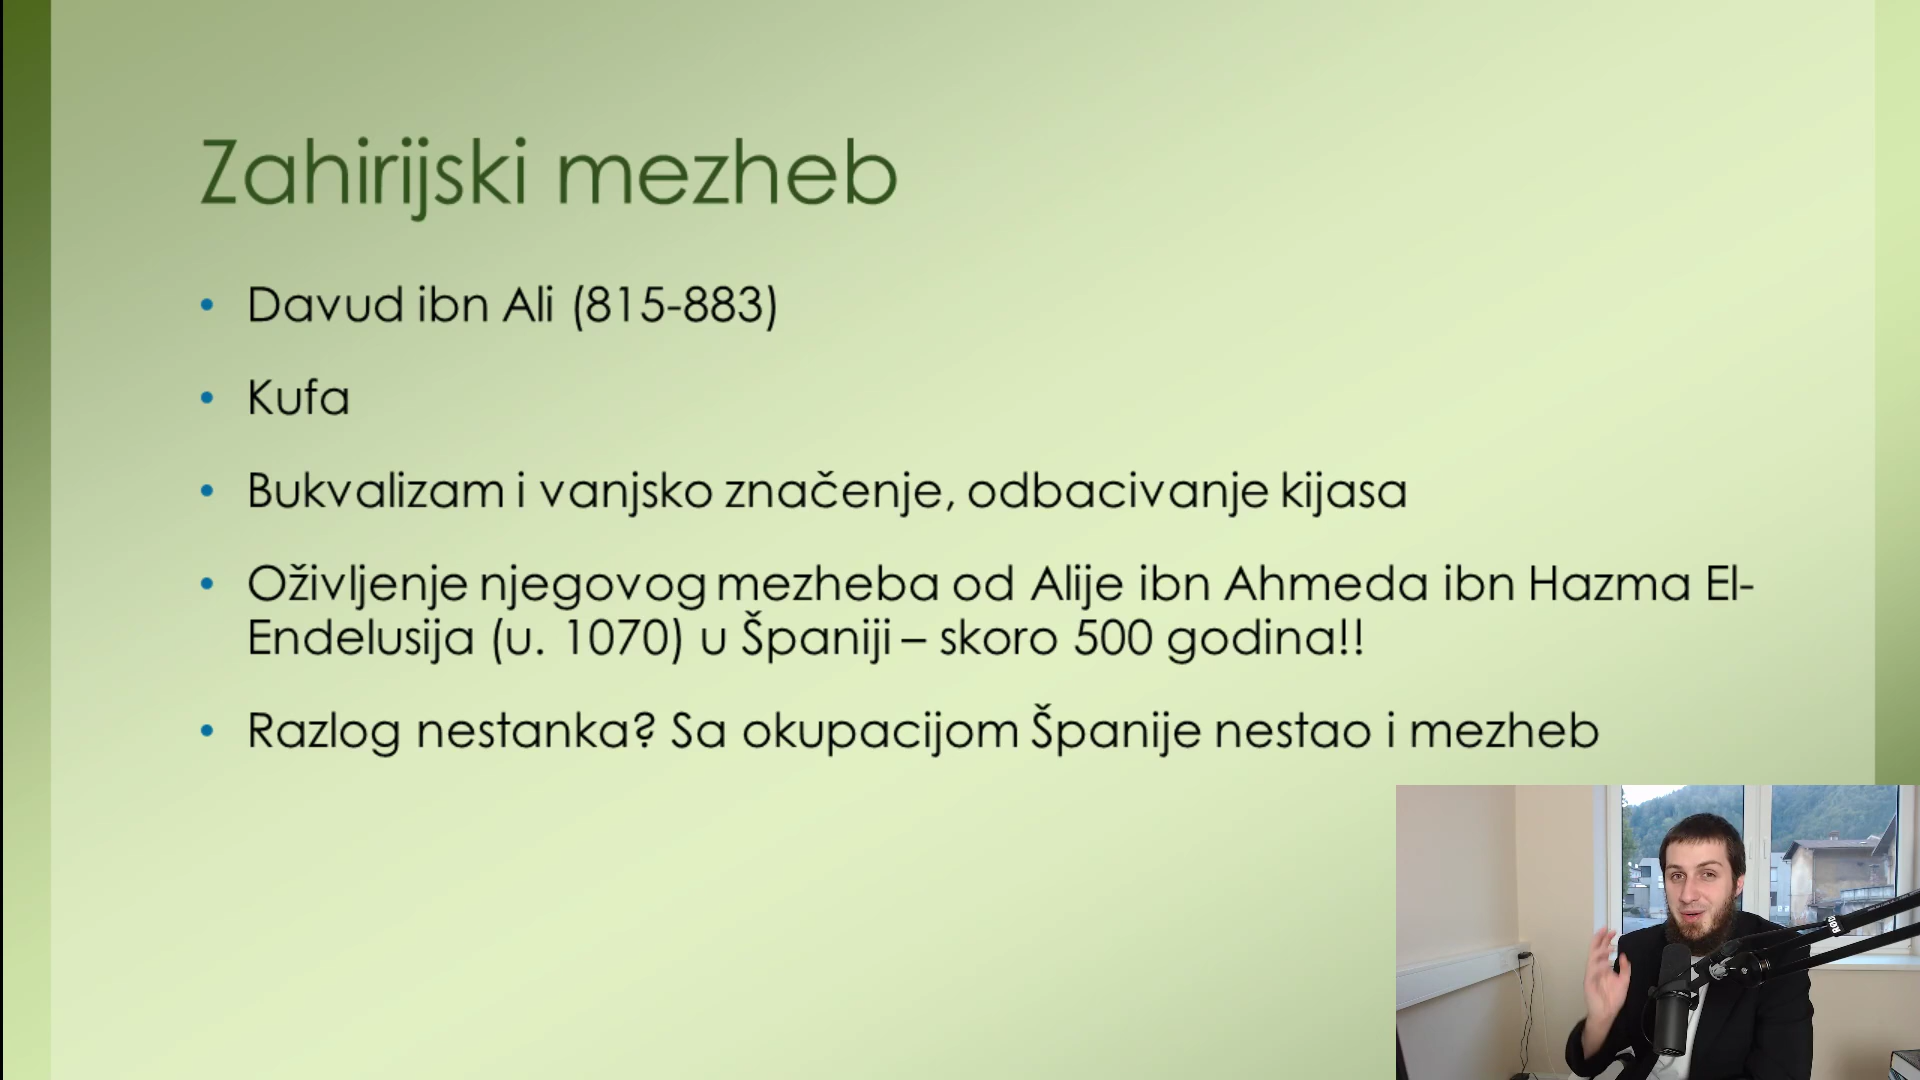 Zahirijski mezheb
• Davud ibn Ali (815-883)
• Kufa
• Bukvalizam i vanjsko značenje, odbacivanje kijasa
• Oživljenje njegovog mezheba od Alije ibn Ahmeda ibn Hazma El-
Endelusija (u. 1070) u Španiji – skoro 500 godina!!
• Razlog nestanka? Sa okupacijom Španije nestao i mezheb